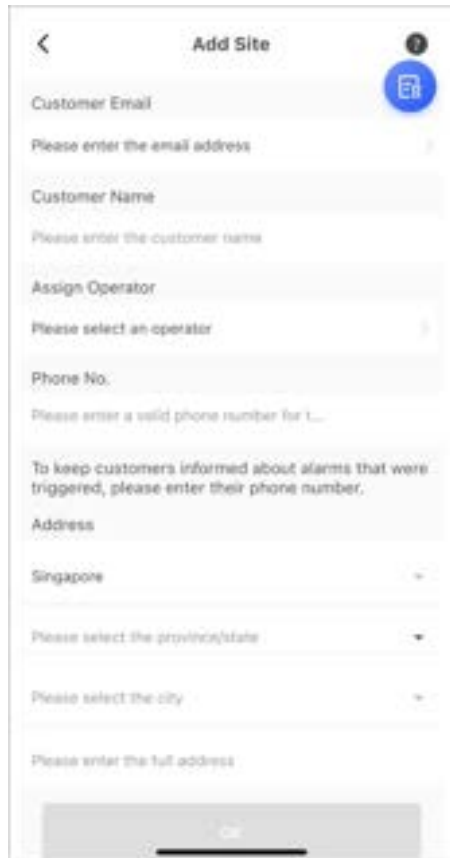 Add Site
?
Customer Email
Please enter the email address
Customer Name
Please enter the customer name
Assign Operator
Please select an operator
Phone No.
Please enter a valid phone number for t...
To keep customers informed about alarms that were
triggered, please enter their phone number.
Address
Singapore
Please select the province/state
Please select the city
Please enter the full address
OK